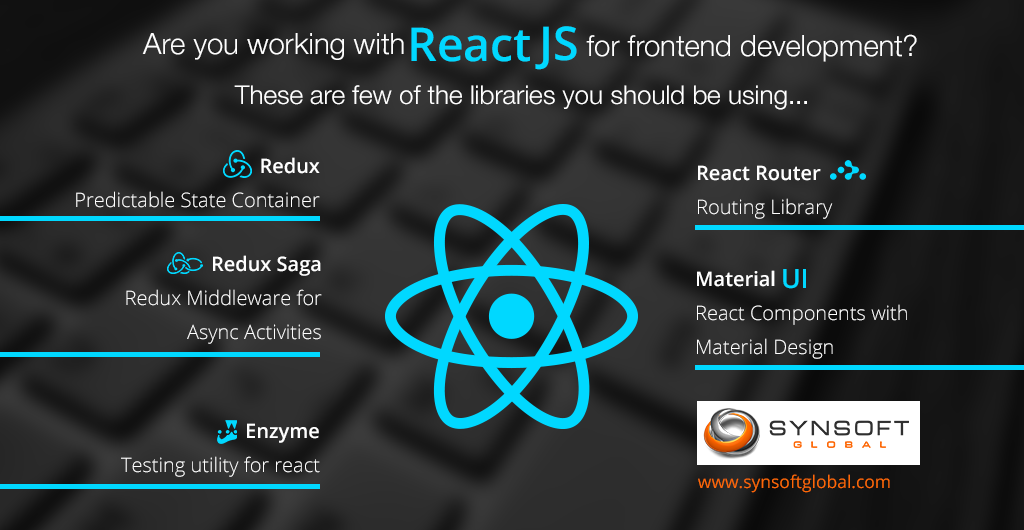 Are you working with React JS for frontend development?
These are few of the libraries you should be using...
Redux
Predictable State Container
Redux Saga
Redux Middleware for
Async Activities
Enzyme
Testing utility for react
React Router
Routing Library
Material UI
React Components with
Material Design
SYNSOFT
GLOBAL
www.synsoftglobal.com